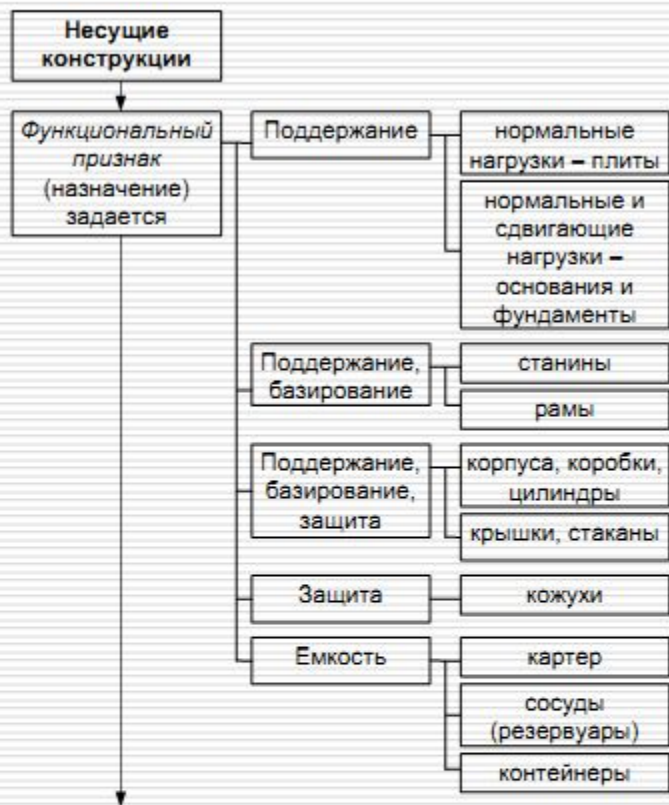 Несущие
конструкции
Функциональный
признак
(назначение)
задается
Поддержание
нормальные
нагрузки – плиты
нормальные и
сдвигающие
нагрузки –
основания и
фундаменты
Поддержание,
базирование
станины
рамы
Поддержание,
базирование,
защита
корпуса, коробки,
цилиндры
крышки, стаканы
Защита
кожухи
Емкость
картер
сосуды
(резервуары)
контейнеры